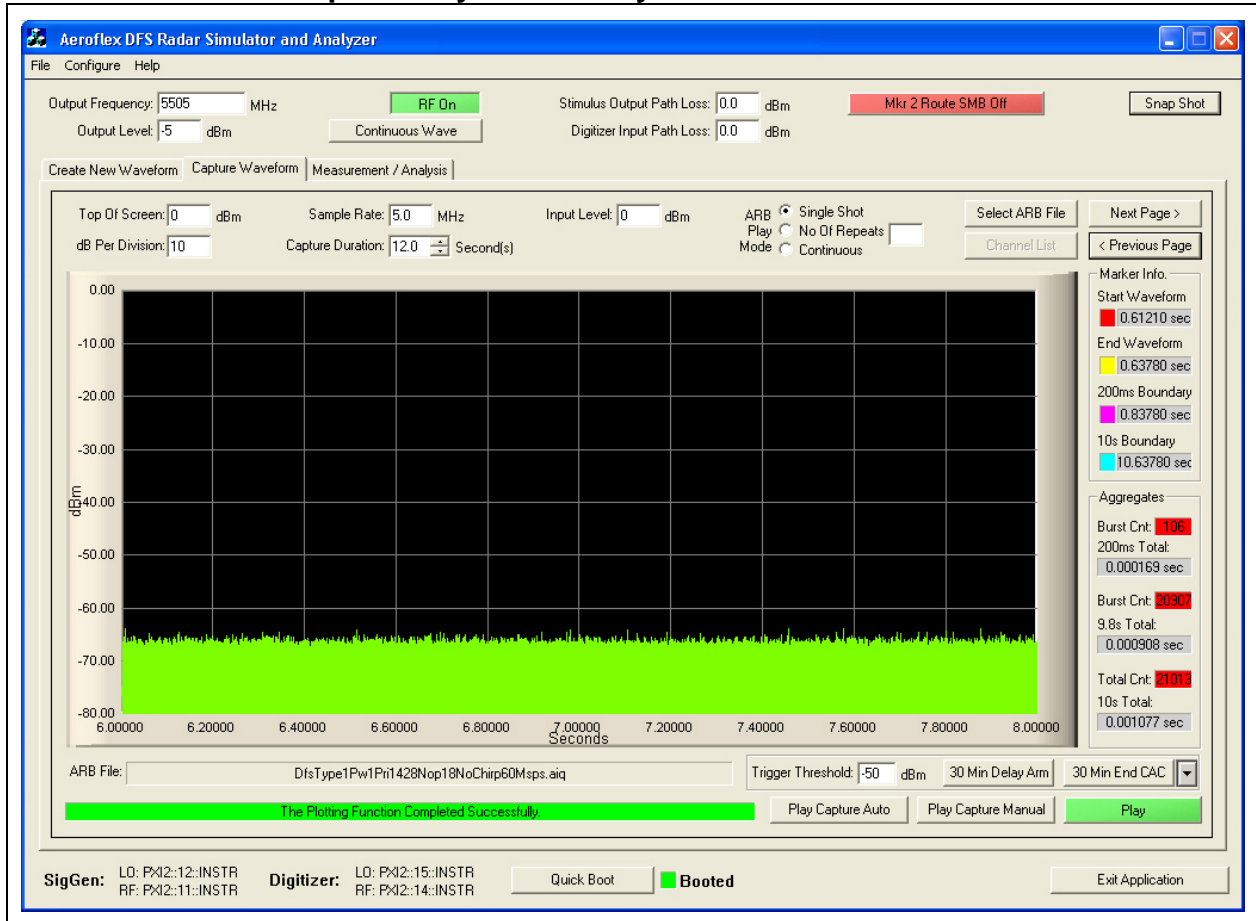 Aeroflex DFS Radar Simulator and Analyzer
File Configure Help
Output Frequency: 5505 MHz
RF On
Stimulus Output Path Loss: 0.0 dBm
Mkr 2 Route SMB Off
Snap Shot
Output Level: -5 dBm
Continuous Wave
Digitizer Input Path Loss: 0.0 dBm
Create New Waveform Capture Waveform Measurement / Analysis
Top Of Screen: 0 dBm
Sample Rate: 5.0 MHz
Input Level: 0 dBm
ARB Play Mode
Single Shot
No Of Repeats
Continuous
Select ARB File
Next Page >
dB Per Division: 10
Capture Duration: 12.0 Second(s)
Channel List
< Previous Page
0.00
-10.00
-20.00
-30.00
-40.00
-50.00
-60.00
-70.00
-80.00
dBm
6.00000 6.20000 6.40000 6.60000 6.80000 7.00000 7.20000 7.40000 7.60000 7.80000 8.00000
Seconds
Marker Info.
Start Waveform
0.61210 sec
End Waveform
0.63780 sec
200ms Boundary
0.83780 sec
10s Boundary
10.63780 sec
Aggregates
Burst Cnt: 106
200ms Total:
0.000169 sec
Burst Cnt: 20907
9.8s Total:
0.000908 sec
Total Cnt: 21013
10s Total:
0.001077 sec
ARB File: DfsType1Pw1Pri1428Nop18NoChirp60Msps.aiq
Trigger Threshold: -50 dBm
30 Min Delay Arm
30 Min End CAC
The Plotting Function Completed Successfully.
Play Capture Auto
Play Capture Manual
Play
SigGen: LO: PXI2::12::INSTR
RF: PXI2::11::INSTR
Digitizer: LO: PXI2::15::INSTR
RF: PXI2::14::INSTR
Quick Boot
Booted
Exit Application